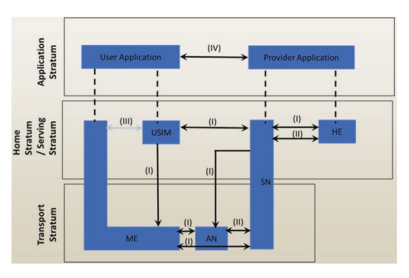 Application
Stratum
User Application
(IV)
Provider Application
Home
Stratum
/ Serving
Stratum
(III)
USIM
(I)
(I)
(II)
HE
(I)
(I)
SN
Transport
Stratum
ME
(I)
(I)
AN
(II)